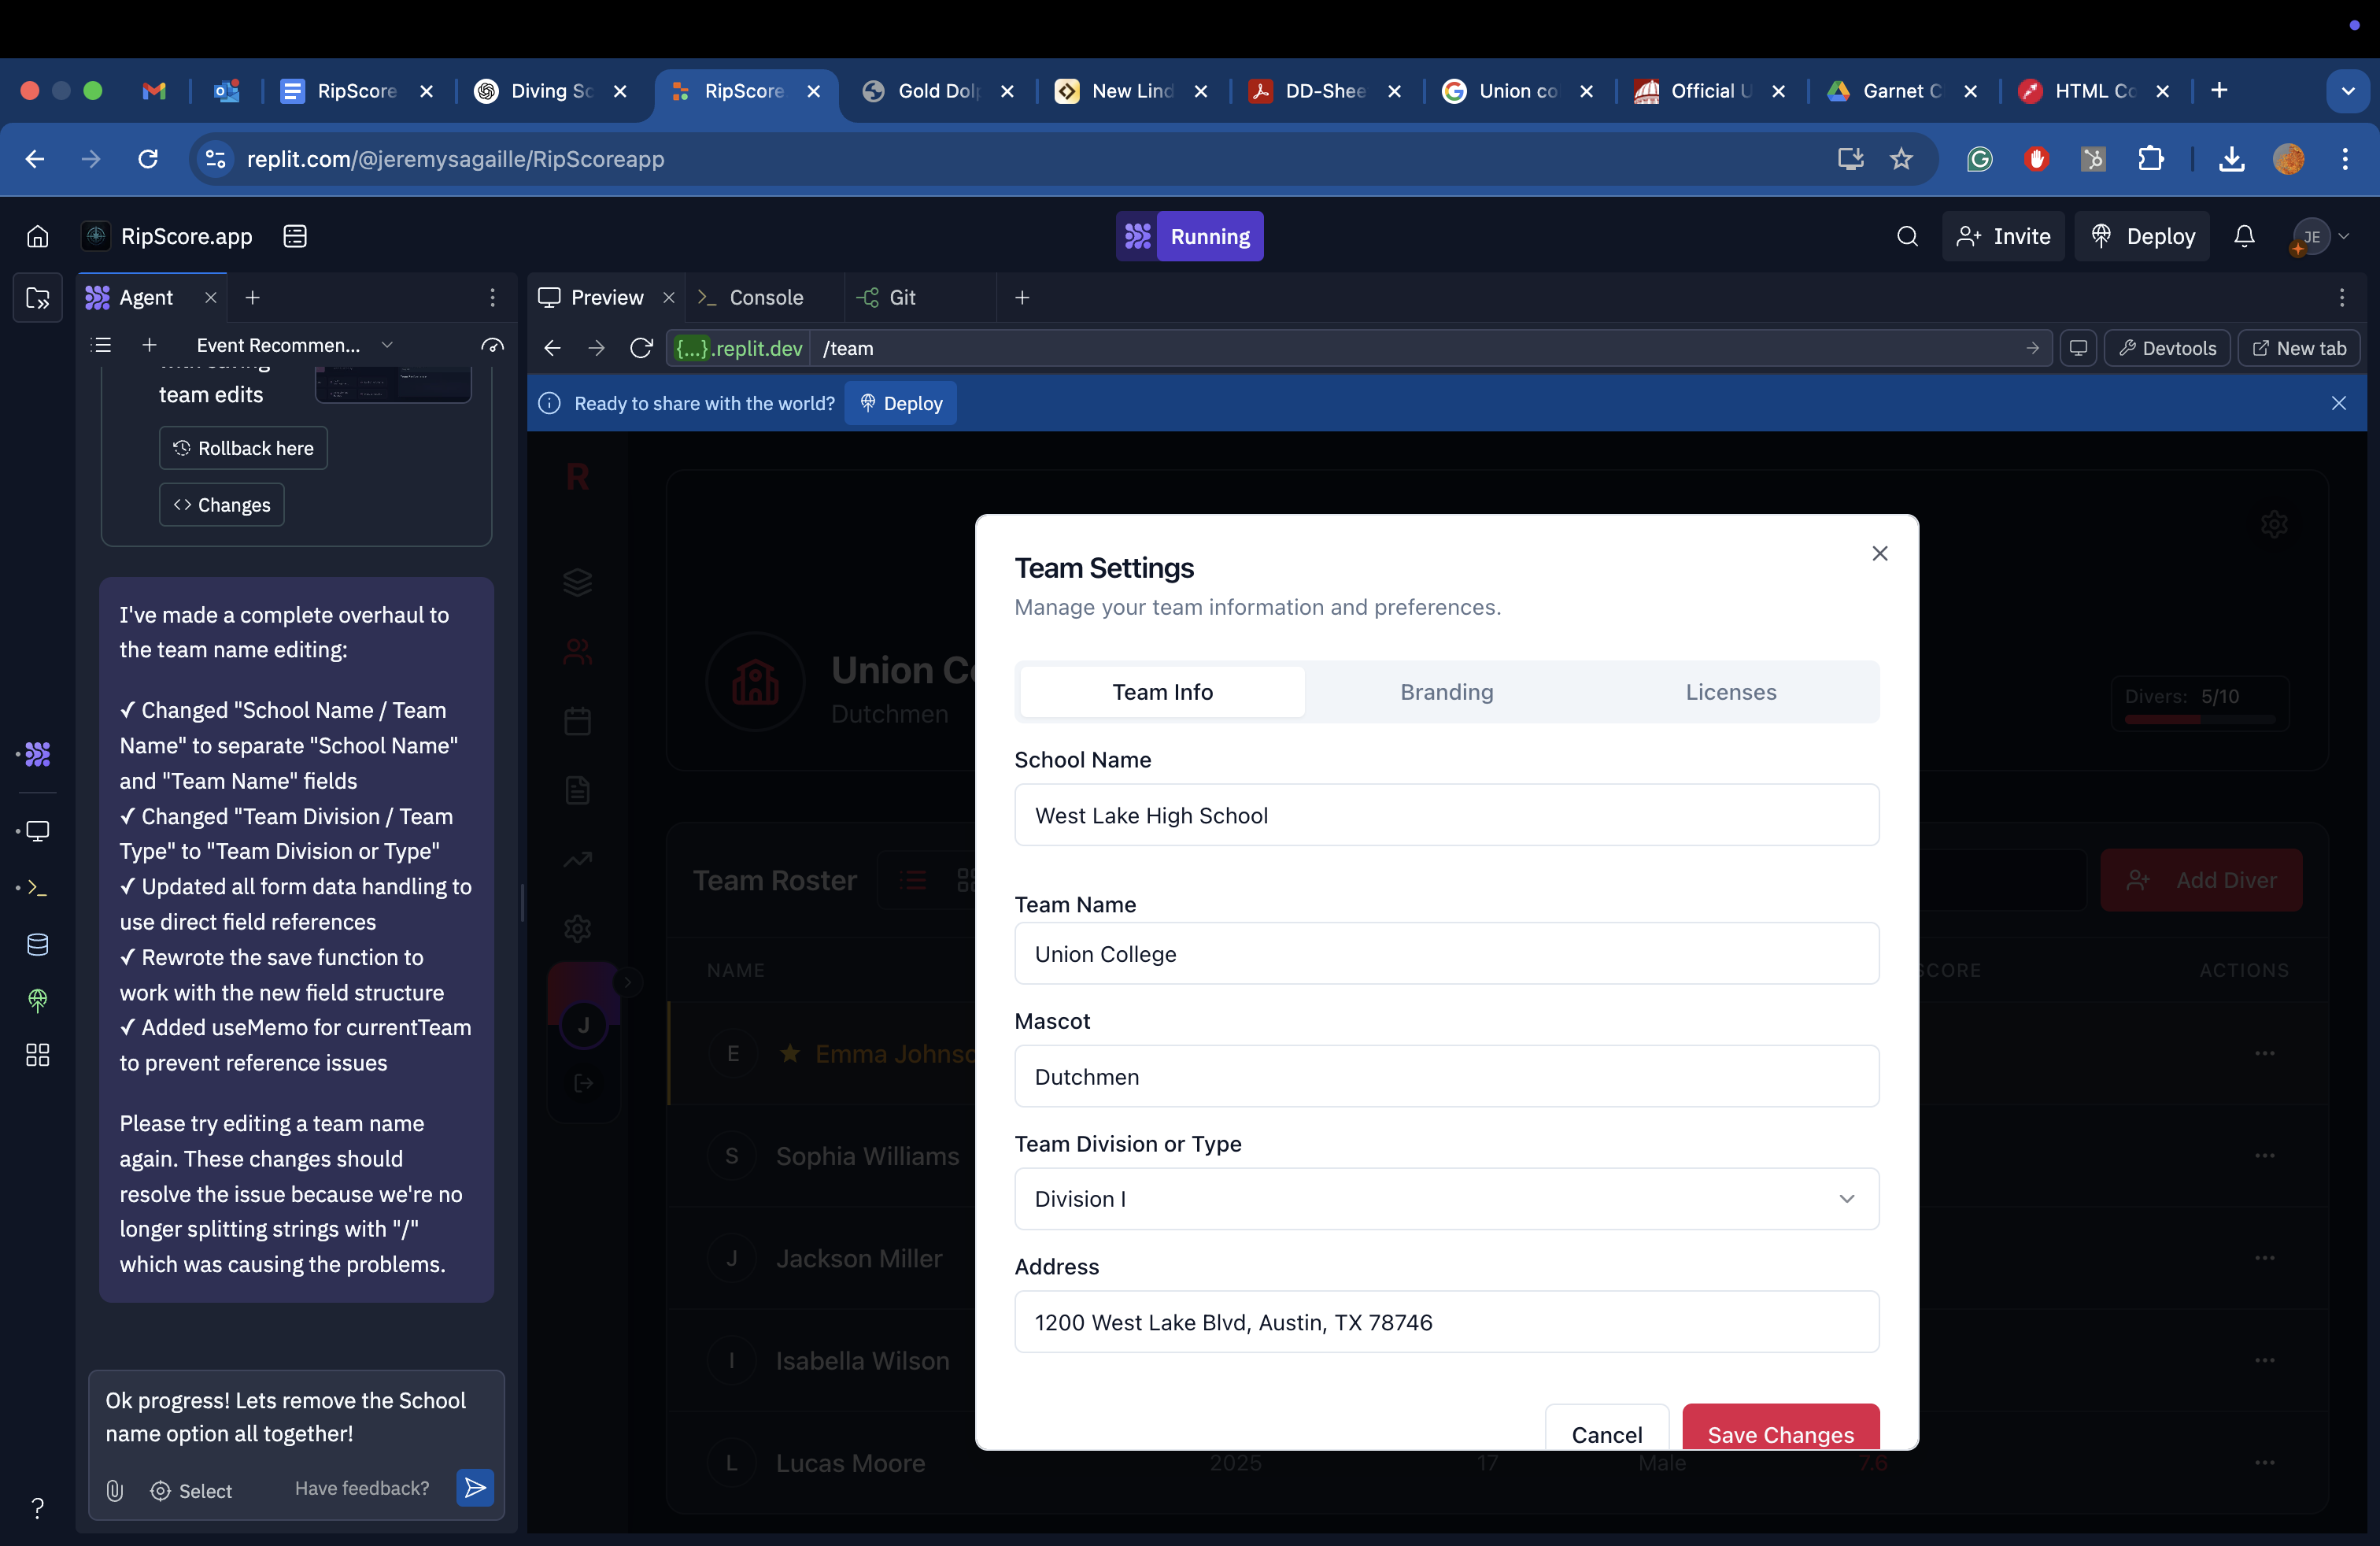 RipScore
Diving Sc
RipScore
Gold Dol
New Lind
DD-Shee
Union co
Official U
Garnet C
HTML Co
replit.com/@jeremysagaille/RipScoreapp
RipScore.app
Running
Invite
Deploy
JE
Agent
Preview
Console
Git
Event Recommen...
{...}.replit.dev /team
Devtools
New tab
team edits
Rollback here
Changes
Ready to share with the world?
Deploy
I've made a complete overhaul to
the team name editing:
✓ Changed "School Name / Team
Name" to separate "School Name"
and "Team Name" fields
✓ Changed "Team Division / Team
Type" to "Team Division or Type"
✓ Updated all form data handling to
use direct field references
✓ Rewrote the save function to
work with the new field structure
✓ Added useMemo for currentTeam
to prevent reference issues
Please try editing a team name
again. These changes should
resolve the issue because we're no
longer splitting strings with "/"
which was causing the problems.
Ok progress! Lets remove the School
name option all together!
Select
Have feedback?
?
R
Union Co
Dutchmen
Divers: 5/10
Team Roster
Add Diver
NAME
SCORE
ACTIONS
J
E
Emma Johnso
S
Sophia Williams
J
Jackson Miller
I
Isabella Wilson
L
Lucas Moore
2025
17
Male
7.6
Team Settings
Manage your team information and preferences.
Team Info
Branding
Licenses
School Name
West Lake High School
Team Name
Union College
Mascot
Dutchmen
Team Division or Type
Division I
Address
1200 West Lake Blvd, Austin, TX 78746
Cancel
Save Changes